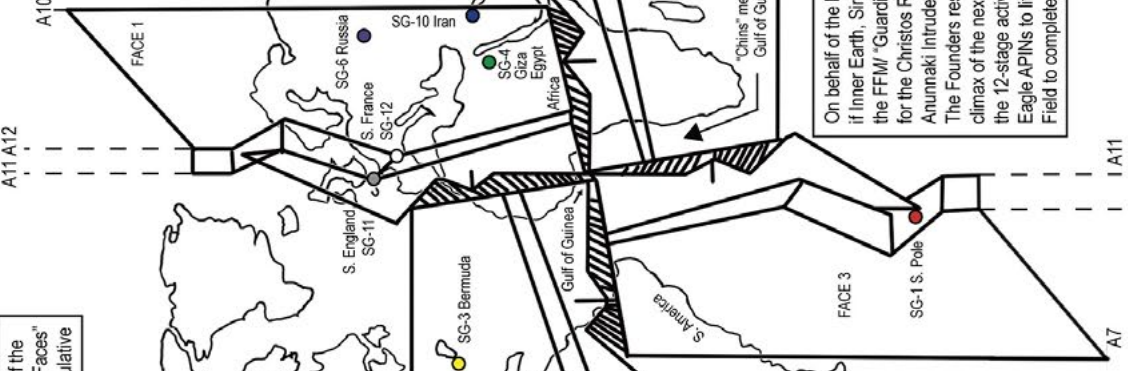 f the
Faces"
ulative
A10
A11 A12
FACE 1
SG-6 Russia
SG-10 Iran
SG-4
Giza
Egypt
S. France
SG-12
Africa
S. England
SG-11
SG-3 Bermuda
Gulf of Guinea
"Chins" me
Gulf of Gu
S. America
FACE 3
SG-1 S. Pole
A7
A11
On behalf of the
if Inner Earth, Sir
the FFM/ "Guardi
for the Christos R
Anunnaki Intrude
The Founders res
climax of the nex
the 12-stage activ
Eagle APINs to li
Field to complete